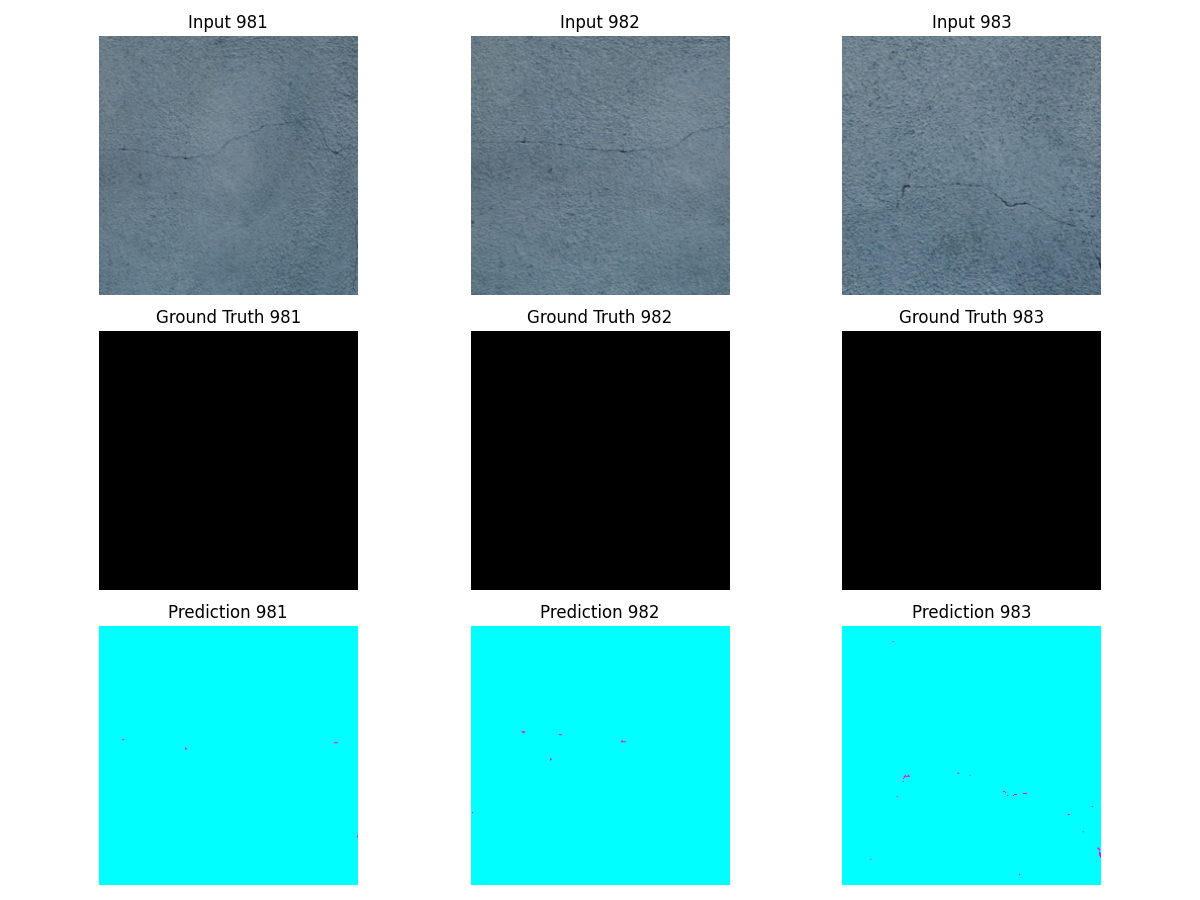 Input 981
Input 982
Input 983
Ground Truth 981
Ground Truth 982
Ground Truth 983
Prediction 981
Prediction 982
Prediction 983